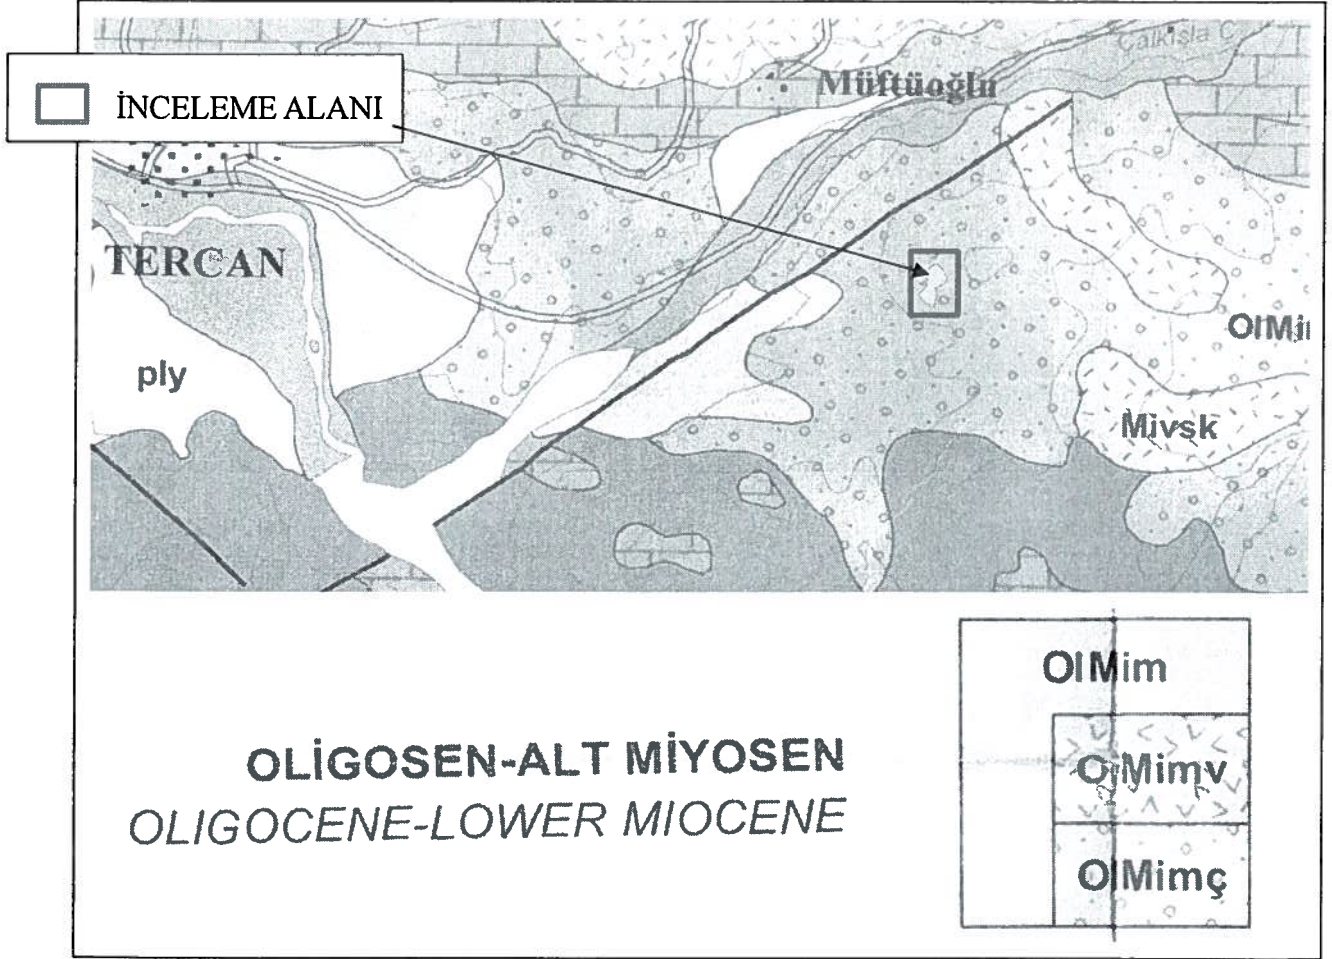 Çalkışla Ç
Müftüoğlu
İNCELEME ALANI
TERCAN
OlMi
ply
Mivsk
OlMim
OLİGOSEN-ALT MİYOSEN
OlMimv
OLIGOCENE-LOWER MIOCENE
OlMimç